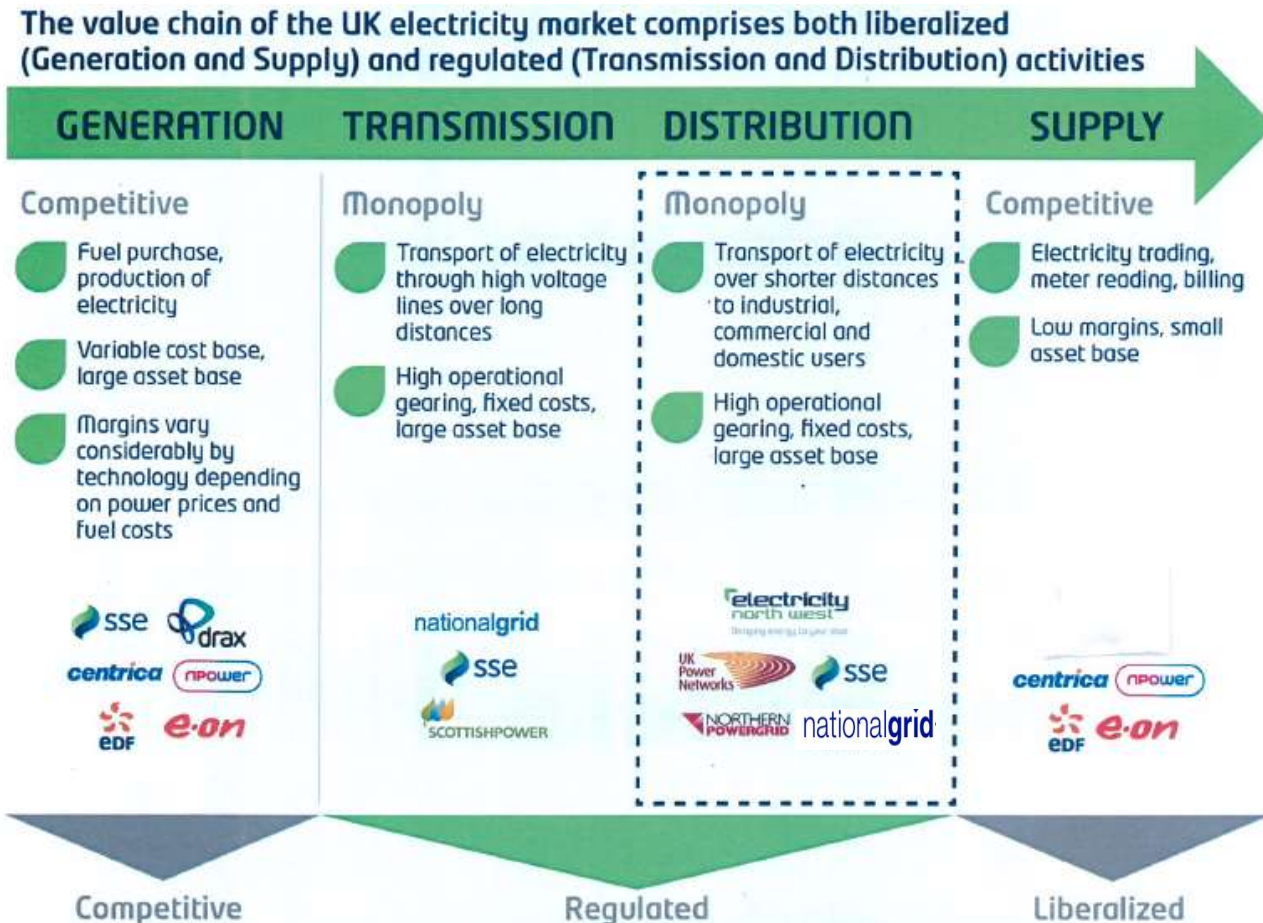 The value chain of the UK electricity market comprises both liberalized
(Generation and Supply) and regulated (Transmission and Distribution) activities
GENERATION
TRANSMISSION
DISTRIBUTION
SUPPLY
Competitive
Fuel purchase,
production of
electricity
Variable cost base,
large asset base
Margins vary
considerably by
technology depending
on power prices and
fuel costs
sse
drax
centrica
npower
eDF
e·on
Monopoly
Transport of electricity
through high voltage
lines over long
distances
High operational
gearing, fixed costs,
large asset base
nationalgrid
sse
SCOTTISHPOWER
Monopoly
Transport of electricity
over shorter distances
to industrial,
commercial and
domestic users
High operational
gearing, fixed costs,
large asset base
electricity
north west
Bringing energy to your door
UK
Power
Networks
sse
NORTHERN
POWERGRID
nationalgrid
Competitive
Electricity trading,
meter reading, billing
Low margins, small
asset base
centrica
npower
eDF
e·on
Competitive
Regulated
Liberalized